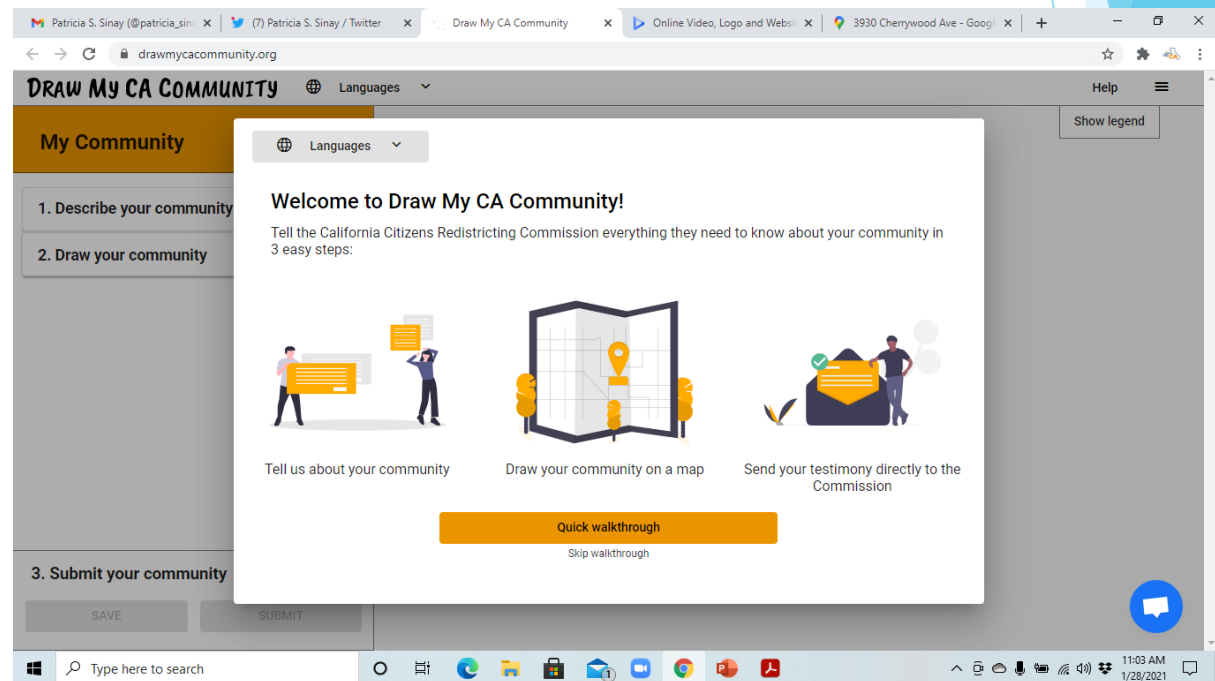 Patricia S. Sinay (@patricia_sin
(7) Patricia S. Sinay / Twitter
Draw My CA Community
Online Video, Logo and Websi
3930 Cherrywood Ave - Googl
drawmycacommunity.org
DRAW MY CA COMMUNITY
Languages
Help
Show legend
My Community
1. Describe your community
2. Draw your community
Languages
Welcome to Draw My CA Community!
Tell the California Citizens Redistricting Commission everything they need to know about your community in
3 easy steps:
Tell us about your community
Draw your community on a map
Send your testimony directly to the
Commission
Quick walkthrough
Skip walkthrough
3. Submit your community
SAVE
SUBMIT
Type here to search
1
11:03 AM
1/28/2021